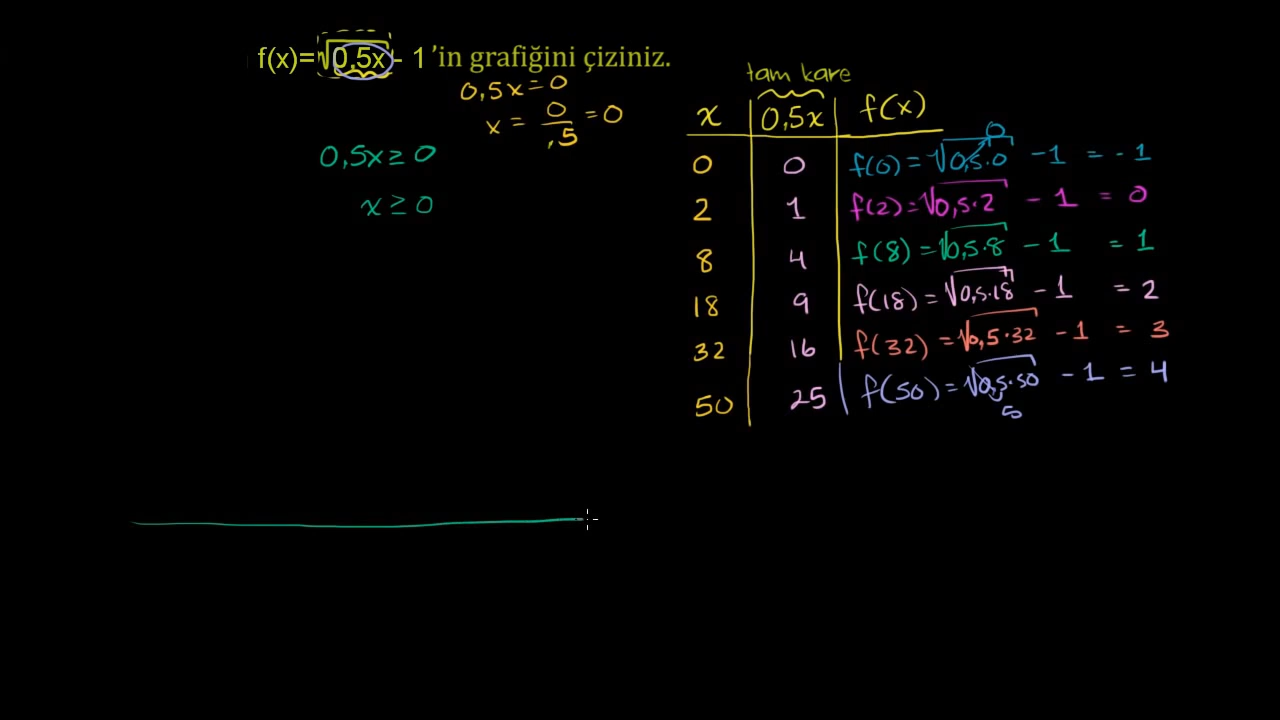 f(x)=√0,5x - 1 'in grafiğini çiziniz.
0,5x=0
x = 0/,5 = 0
0,5x ≥ 0
x ≥ 0
tam kare
x 0,5x f(x)
0
0 0 f(0) = √0,5·0 - 1 = - 1
2 1 f(2) = √0,5·2 - 1 = 0
8 4 f(8) = √0,5·8 - 1 = 1
18 9 f(18) = √0,5·18 - 1 = 2
32 16 f(32) = √0,5·32 - 1 = 3
50 25 f(50) = √0,5·50 - 1 = 4
5